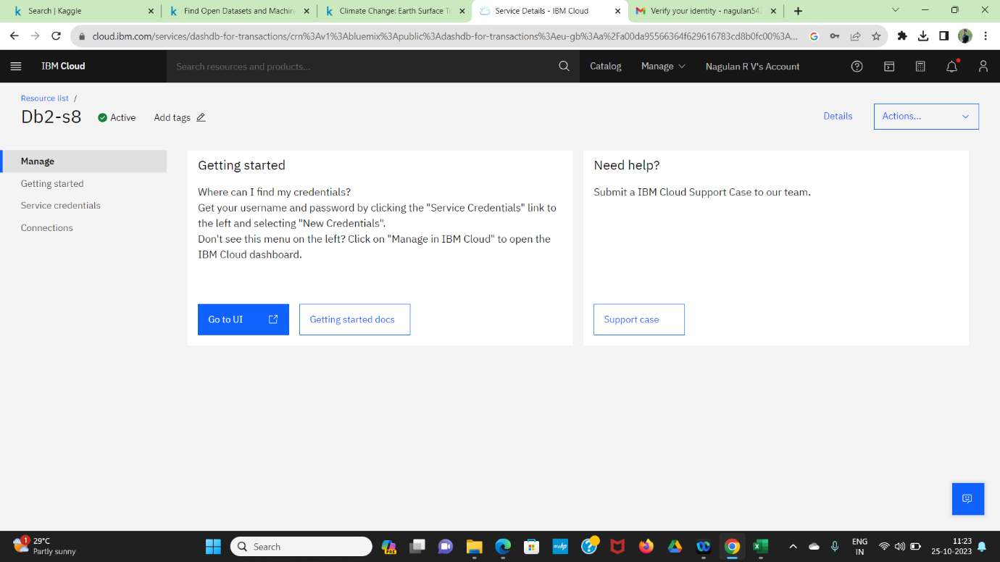 Search | Kaggle
Find Open Datasets and Machin
Climate Change: Earth Surface Te
Service Details - IBM Cloud
Verify your identity - nagulan542
cloud.ibm.com/services/dashdb-for-transactions/crn%3Av1%3Abluemix%3Apublic%3Adashdb-for-transactions%3Aeu-gb%3Aa%2Fa00da95566364f629616783cd8b0fc00%3A...
IBM Cloud
Search resources and products...
Catalog
Manage
Nagulan R V's Account
Resource list /
Db2-s8
Active
Add tags
Details
Actions...
Manage
Getting started
Service credentials
Connections
Getting started
Where can I find my credentials?
Get your username and password by clicking the "Service Credentials" link to
the left and selecting "New Credentials".
Don't see this menu on the left? Click on "Manage in IBM Cloud" to open the
IBM Cloud dashboard.
Go to UI
Getting started docs
Need help?
Submit a IBM Cloud Support Case to our team.
Support case
1
29°C
Partly sunny
Search
PRE
ENG
IN
11:23
25-10-2023